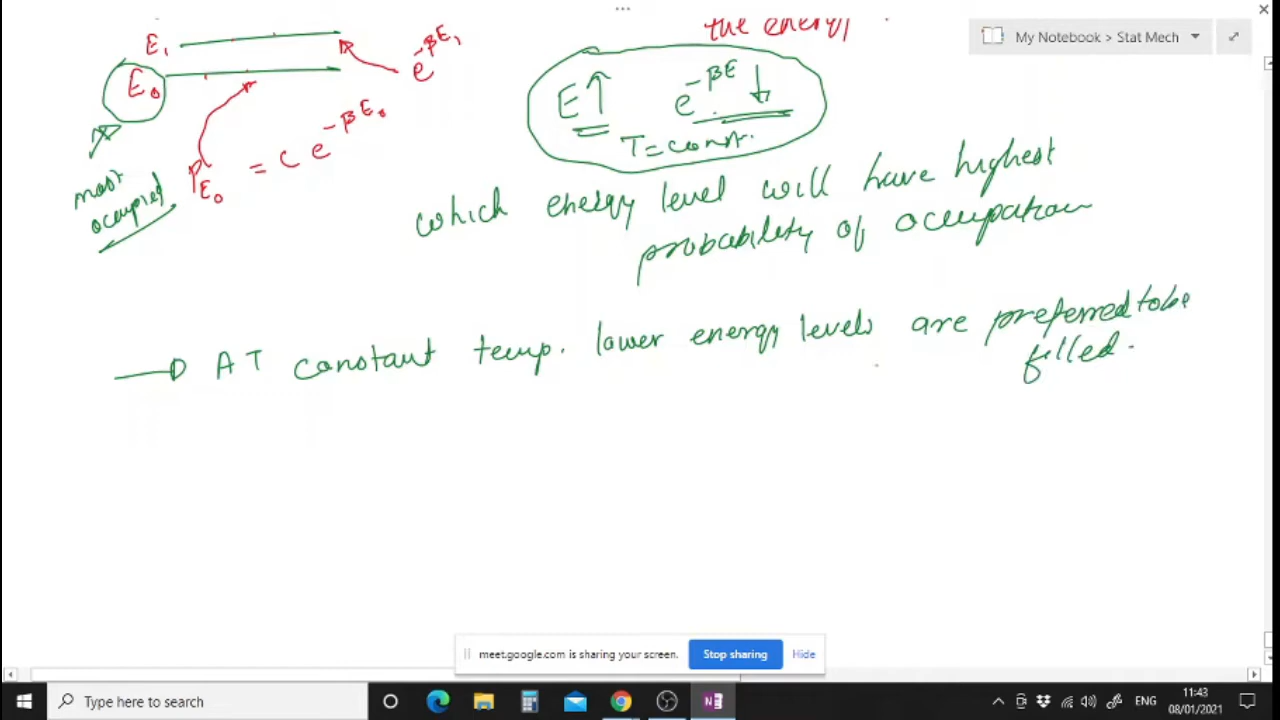 the energy
My Notebook > Stat Mech
E₁
e^{-βE₁}
E₀
E↑ e^{-βE} ↓
T = const.
P_{E₀} = C e^{-βE₀}
most
occupied
which energy level will have highest
probability of occupation
→ AT constant temp. lower energy levels are preferred to be
filled.
meet.google.com is sharing your screen. Stop sharing Hide
Type here to search
ENG
11:43
08/01/2021